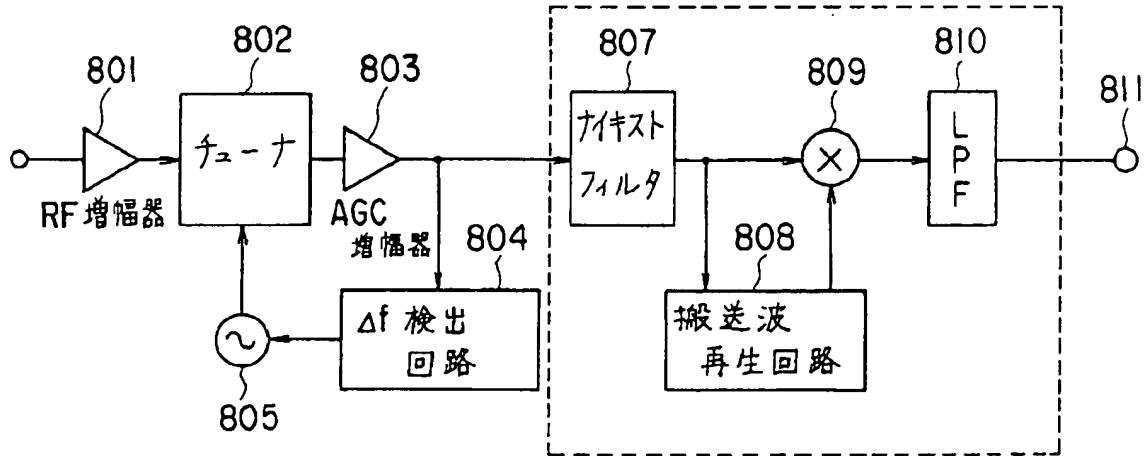 801
802
803
807
809
810
811
チューナ
ナイキスト
フィルタ
×
L
P
F
RF増幅器
AGC
増幅器
804
808
Δf検出
回路
搬送波
再生回路
~
805